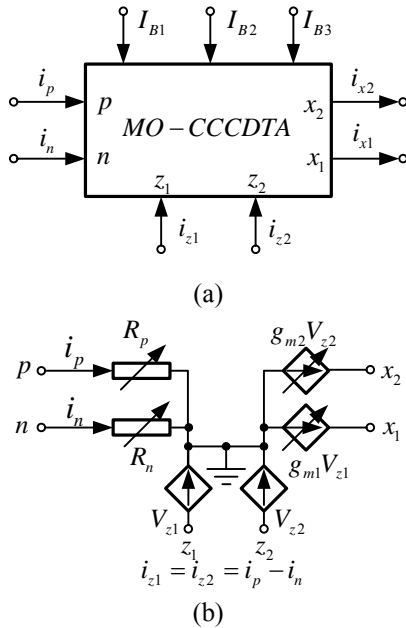 I_{B1} I_{B2} I_{B3}
i_p p x_2 i_{x2}
MO-CCCDTA
i_n n x_1 i_{x1}
z_1 z_2
i_{z1} i_{z2}
(a)
R_p g_{m2}V_{z2}
p i_p x_2
n i_n x_1
R_n g_{m1}V_{z1}
V_{z1} V_{z2}
z_1 z_2
i_{z1} = i_{z2} = i_p - i_n
(b)